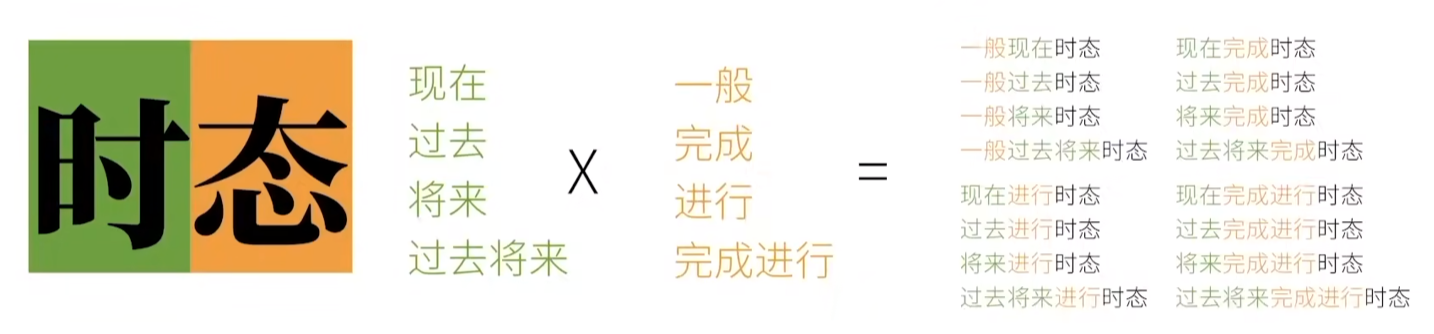 时态
现在
过去
将来
过去将来
X
一般
完成
进行
完成进行
=
一般现在时态
一般过去时态
一般将来时态
一般过去将来时态
现在完成时态
过去完成时态
将来完成时态
过去将来完成时态
现在进行时态
过去进行时态
将来进行时态
过去将来进行时态
现在完成进行时态
过去完成进行时态
将来完成进行时态
过去将来完成进行时态